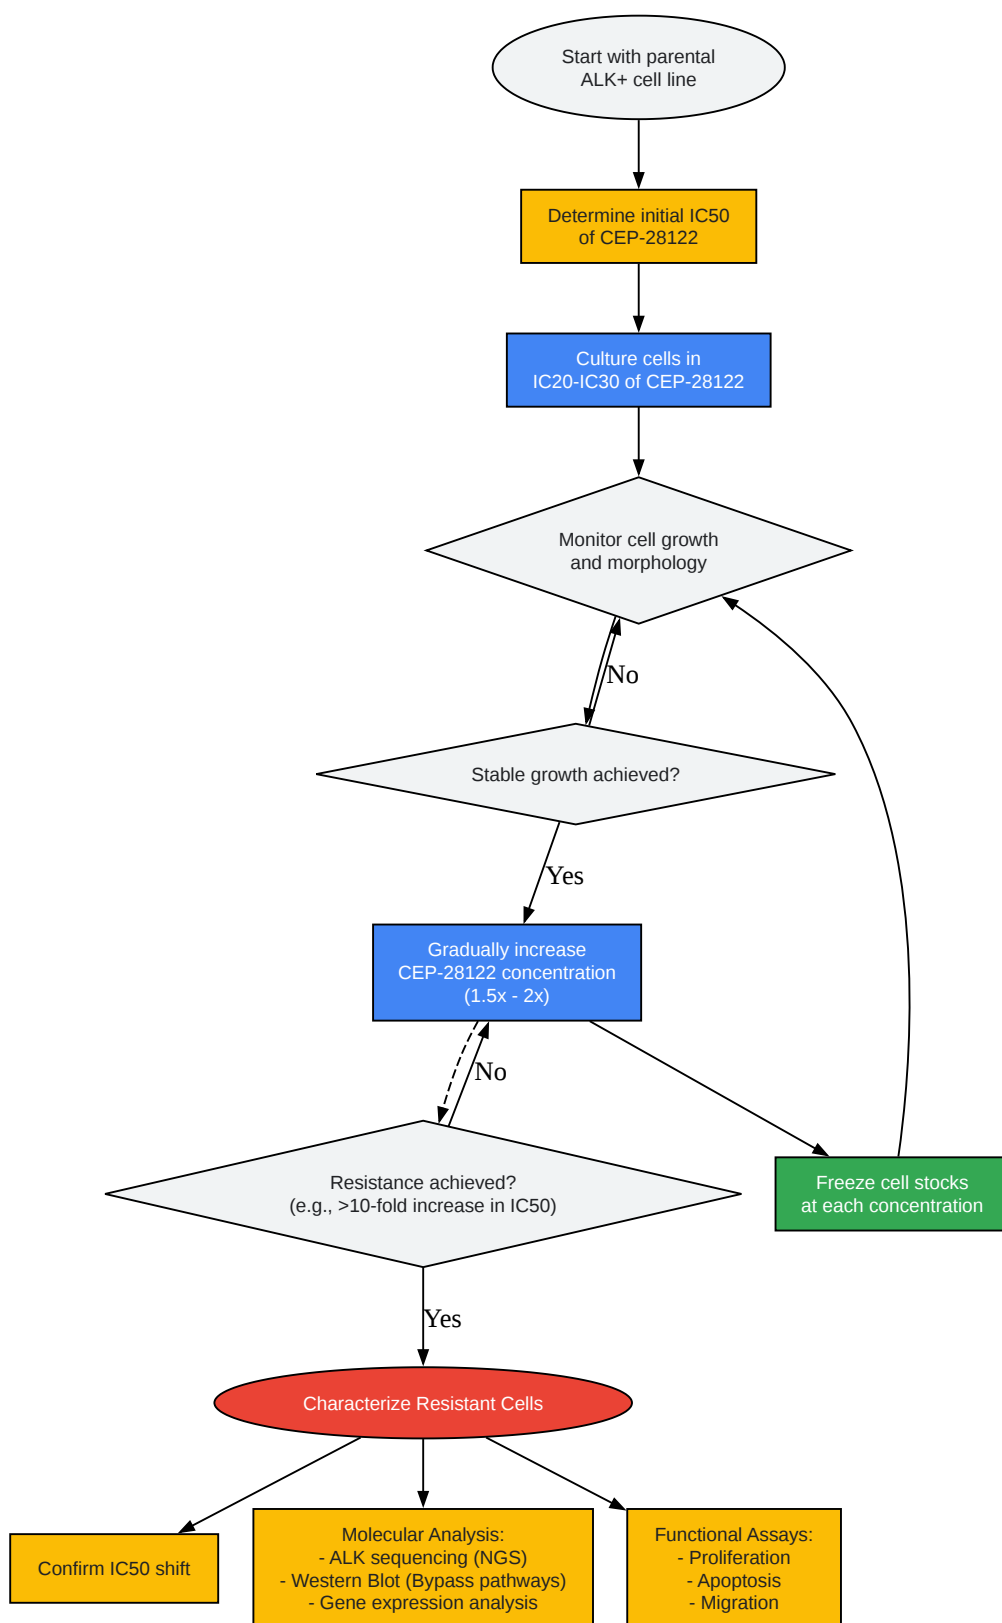 Start with parental
ALK+ cell line
Determine initial IC50
of CEP-28122
Culture cells in
IC20-IC30 of CEP-28122
Monitor cell growth
and morphology
No
Stable growth achieved?
Yes
Gradually increase
CEP-28122 concentration
(1.5x - 2x)
No
Resistance achieved?
(e.g., >10-fold increase in IC50)
Freeze cell stocks
at each concentration
Yes
Characterize Resistant Cells
Confirm IC50 shift
Molecular Analysis:
- ALK sequencing (NGS)
- Western Blot (Bypass pathways)
- Gene expression analysis
Functional Assays:
- Proliferation
- Apoptosis
- Migration